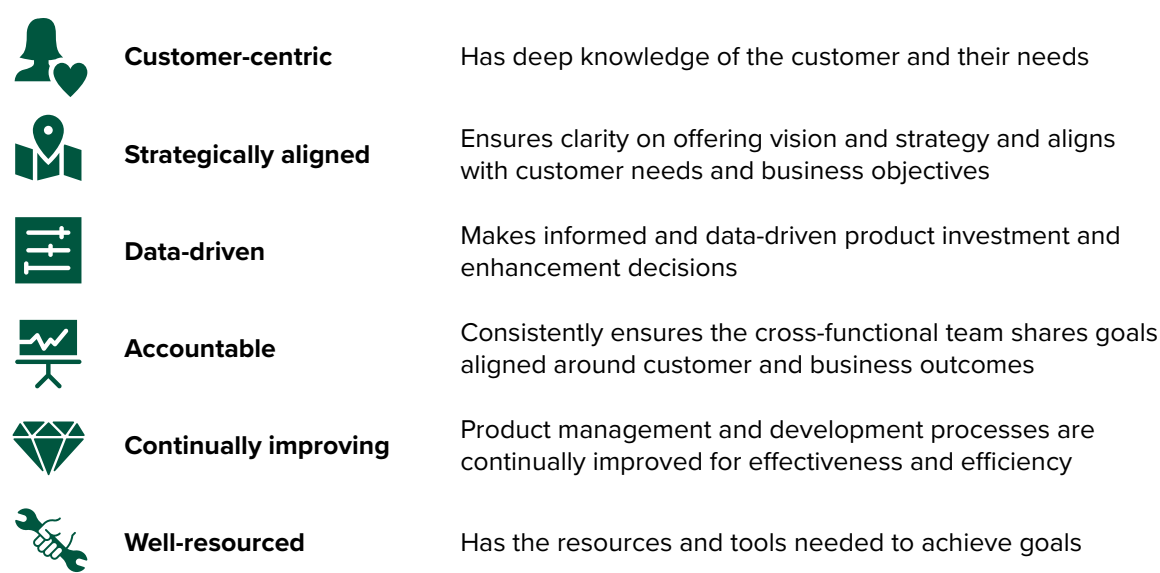 Customer-centric
Has deep knowledge of the customer and their needs
Strategically aligned
Ensures clarity on offering vision and strategy and aligns
with customer needs and business objectives
Data-driven
Makes informed and data-driven product investment and
enhancement decisions
Accountable
Consistently ensures the cross-functional team shares goals
aligned around customer and business outcomes
Continually improving
Product management and development processes are
continually improved for effectiveness and efficiency
Well-resourced
Has the resources and tools needed to achieve goals